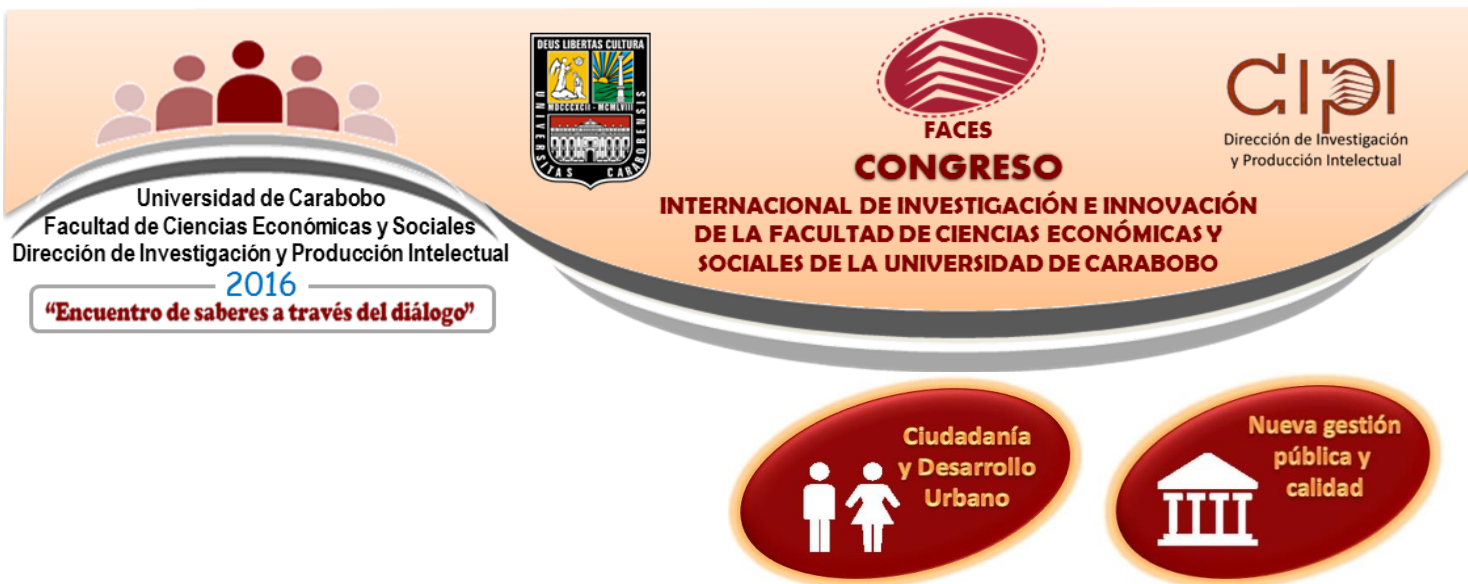 Universidad de Carabobo
Facultad de Ciencias Económicas y Sociales
Dirección de Investigación y Producción Intelectual
2016
“Encuentro de saberes a través del diálogo”
DEUS LIBERTAS CULTURA
MDCCCXCII - MCMLVIII
UNIVERSITAS CARABOBENSIS
FACES
CONGRESO
INTERNACIONAL DE INVESTIGACIÓN E INNOVACIÓN
DE LA FACULTAD DE CIENCIAS ECONÓMICAS Y
SOCIALES DE LA UNIVERSIDAD DE CARABOBO
CIPI
Dirección de Investigación
y Producción Intelectual
Ciudadanía
y Desarrollo
Urbano
Nueva gestión
pública y
calidad